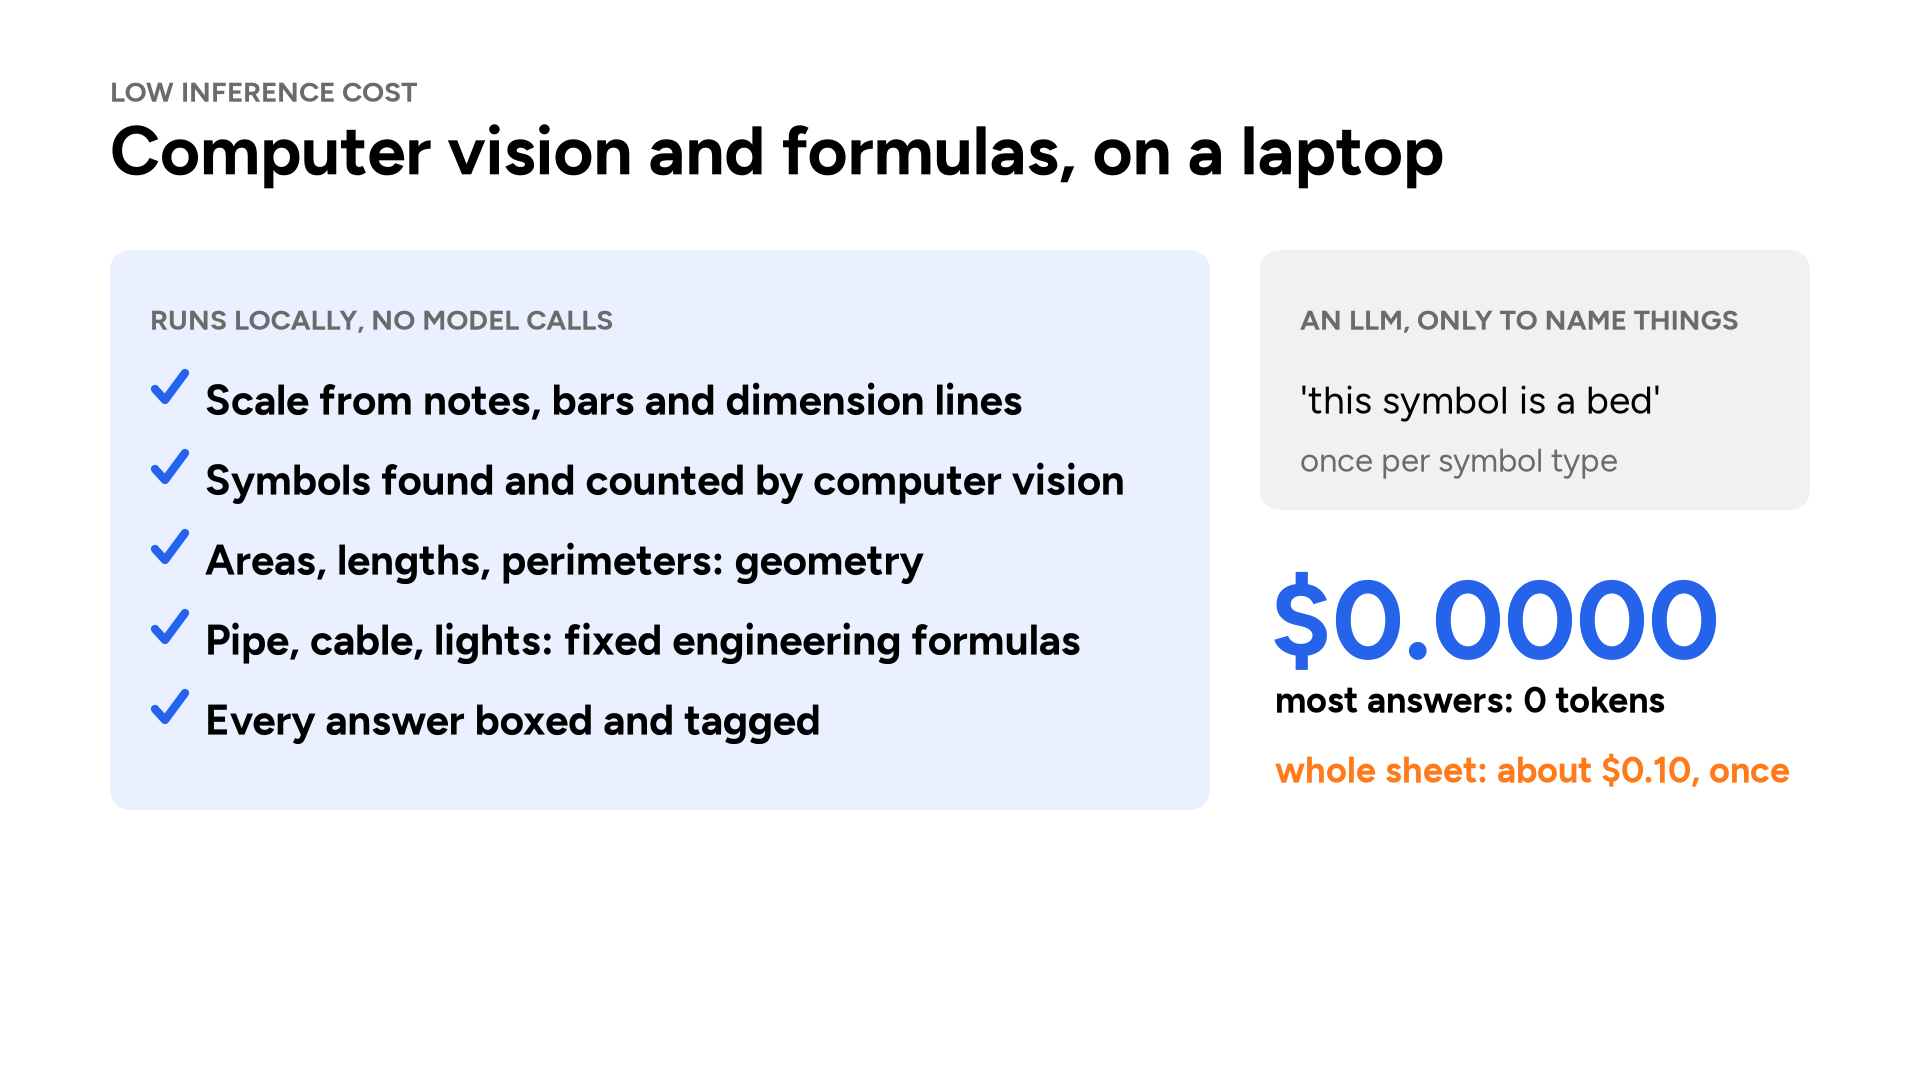 LOW INFERENCE COST
Computer vision and formulas, on a laptop
RUNS LOCALLY, NO MODEL CALLS
Scale from notes, bars and dimension lines
Symbols found and counted by computer vision
Areas, lengths, perimeters: geometry
Pipe, cable, lights: fixed engineering formulas
Every answer boxed and tagged
AN LLM, ONLY TO NAME THINGS
'this symbol is a bed'
once per symbol type
$0.0000
most answers: 0 tokens
whole sheet: about $0.10, once